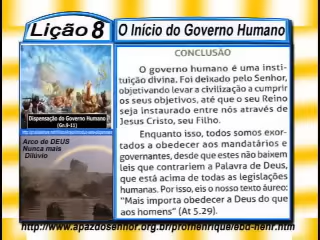 Lição 8
O Início do Governo Humano
CONCLUSÃO
O governo humano é uma insti-
tuição divina. Foi deixado pelo Senhor,
objetivando levar a civilização a cumprir
os seus objetivos, até que o seu Reino
seja instaurado entre nós através de
Jesus Cristo, seu Filho.
Enquanto isso, todos somos exor-
tados a obedecer aos mandatários e
governantes, desde que estes não baixem
leis que contrariem a Palavra de Deus,
que está acima de todas as legislações
humanas. Por isso, eis o nosso texto áureo:
"Mais importa obedecer a Deus do que
aos homens" (At 5.29).
Dispensação do Governo Humano
(Gn.9-11)
Arco de DEUS
Nunca mais
Dilúvio
http://www.apazdosenhor.org.br/profhenrique/ebd-henr.htm